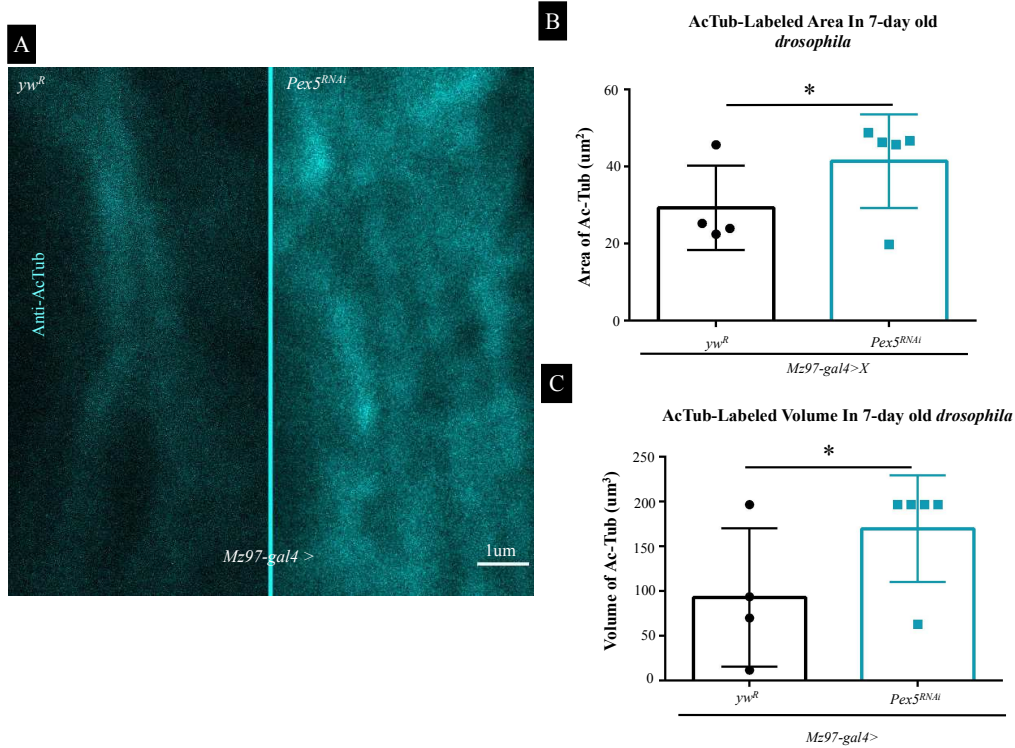 A
yw^R
Pex5^RNAi
Anti-AcTub
Mz97-gal4 >
1um
B
AcTub-Labeled Area In 7-day old
drosophila
Area of Ac-Tub (um²)
60
40
20
0
*
yw^R
Pex5^RNAi
Mz97-gal4>X
C
AcTub-Labeled Volume In 7-day old drosophila
Volume of Ac-Tub (um³)
250
200
150
100
50
0
*
yw^R
Pex5^RNAi
Mz97-gal4>